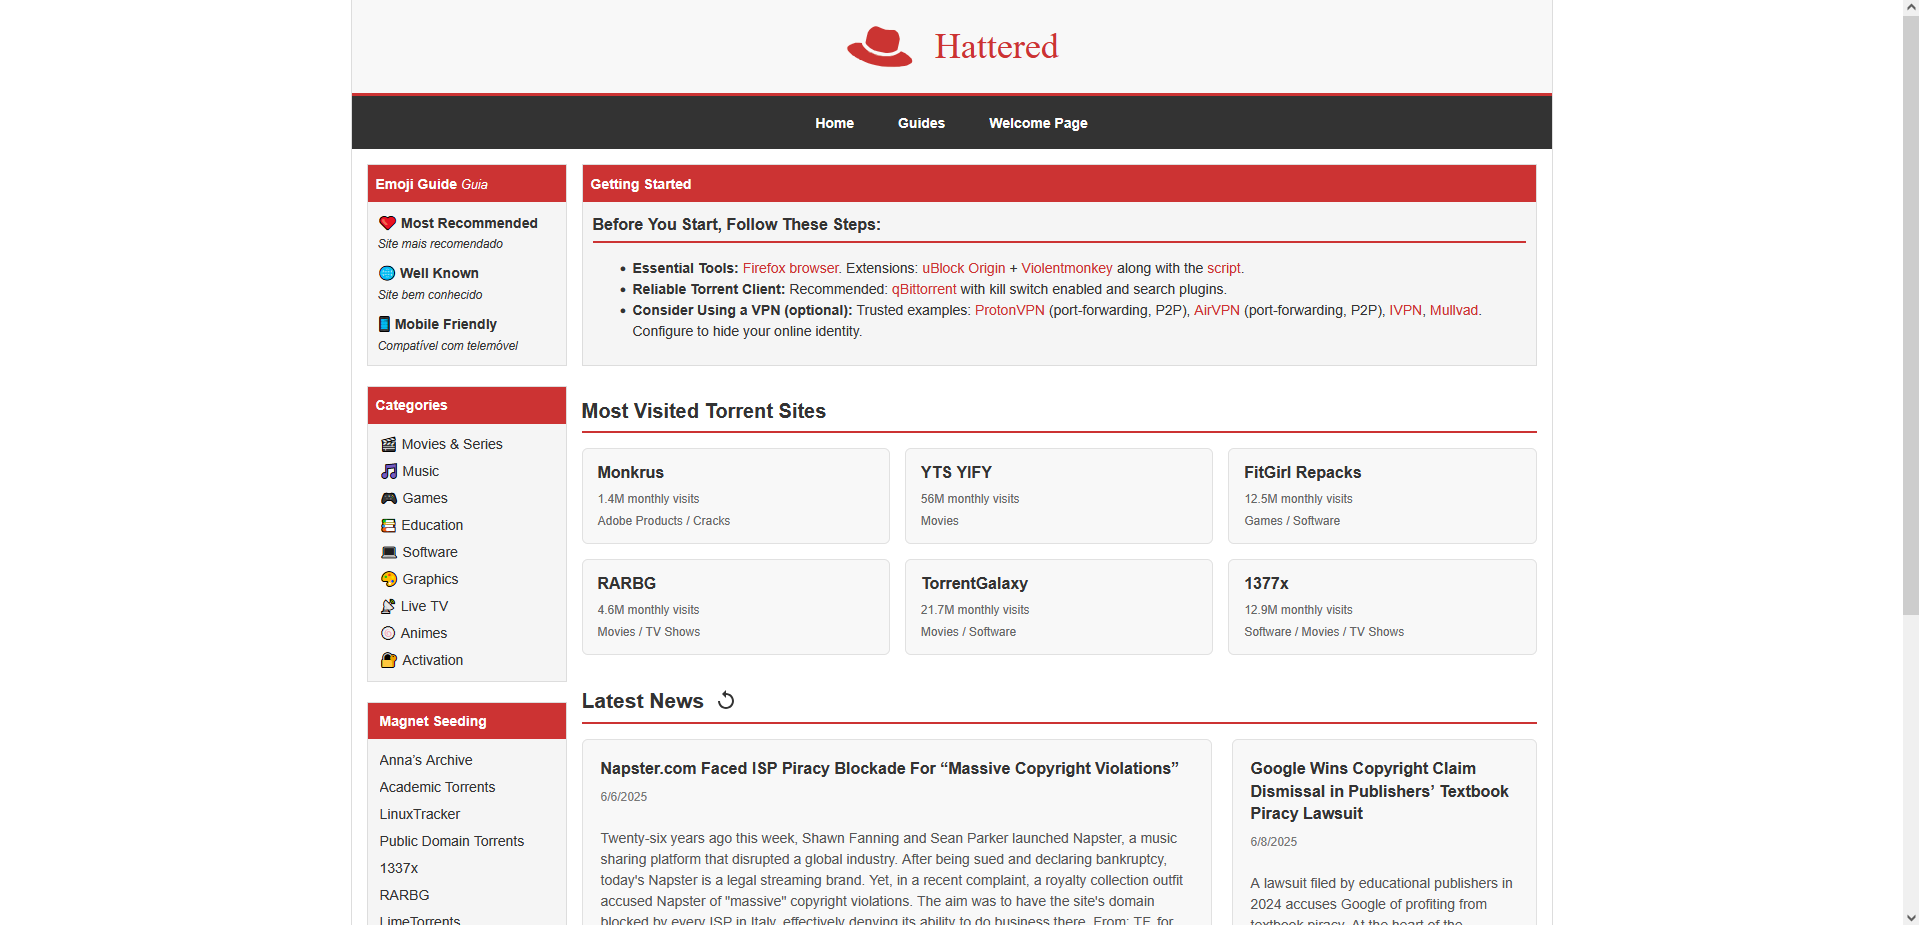 Hattered
Home
Guides
Welcome Page
Emoji Guide Guia
Most Recommended
Site mais recomendado
Well Known
Site bem conhecido
Mobile Friendly
Compatível com telemóvel
Categories
Movies & Series
Music
Games
Education
Software
Graphics
Live TV
Animes
Activation
Magnet Seeding
Anna’s Archive
Academic Torrents
LinuxTracker
Public Domain Torrents
1337x
RARBG
LimeTorrents
Getting Started
Before You Start, Follow These Steps:
• Essential Tools: Firefox browser. Extensions: uBlock Origin + Violentmonkey along with the script.
• Reliable Torrent Client: Recommended: qBittorrent with kill switch enabled and search plugins.
• Consider Using a VPN (optional): Trusted examples: ProtonVPN (port-forwarding, P2P), AirVPN (port-forwarding, P2P), IVPN, Mullvad.
Configure to hide your online identity.
Most Visited Torrent Sites
Monkrus
1.4M monthly visits
Adobe Products / Cracks
YTS YIFY
56M monthly visits
Movies
FitGirl Repacks
12.5M monthly visits
Games / Software
RARBG
4.6M monthly visits
Movies / TV Shows
TorrentGalaxy
21.7M monthly visits
Movies / Software
1377x
12.9M monthly visits
Software / Movies / TV Shows
Latest News
Napster.com Faced ISP Piracy Blockade For “Massive Copyright Violations”
6/6/2025
Twenty-six years ago this week, Shawn Fanning and Sean Parker launched Napster, a music
sharing platform that disrupted a global industry. After being sued and declaring bankruptcy,
today's Napster is a legal streaming brand. Yet, in a recent complaint, a royalty collection outfit
accused Napster of "massive" copyright violations. The aim was to have the site's domain
blocked by every ISP in Italy, effectively denying its ability to do business there. From: TF, for
Google Wins Copyright Claim
Dismissal in Publishers’ Textbook
Piracy Lawsuit
6/8/2025
A lawsuit filed by educational publishers in
2024 accuses Google of profiting from
textbook piracy. At the heart of the